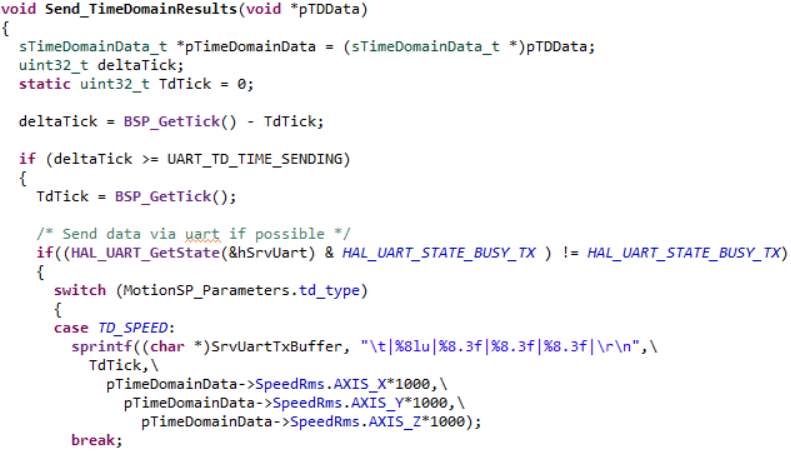 void Send_TimeDomainResults(void *pTDData)
{
sTimeDomainData_t *pTimeDomainData = (sTimeDomainData_t *)pTDData;
uint32_t deltaTick;
static uint32_t TdTick = 0;
deltaTick = BSP_GetTick() - TdTick;
if (deltaTick >= UART_TD_TIME_SENDING)
{
TdTick = BSP_GetTick();
/* Send data via uart if possible */
if((HAL_UART_GetState(&hSrvUart) & HAL_UART_STATE_BUSY_TX ) != HAL_UART_STATE_BUSY_TX)
{
switch (MotionSP_Parameters.td_type)
{
case TD_SPEED:
sprintf((char *)SrvUartTxBuffer, "\t|%8lu|%8.3f|%8.3f|%8.3f|\r\n",\
TdTick,\
pTimeDomainData->SpeedRms.AXIS_X*1000,\
pTimeDomainData->SpeedRms.AXIS_Y*1000,\
pTimeDomainData->SpeedRms.AXIS_Z*1000);
break;